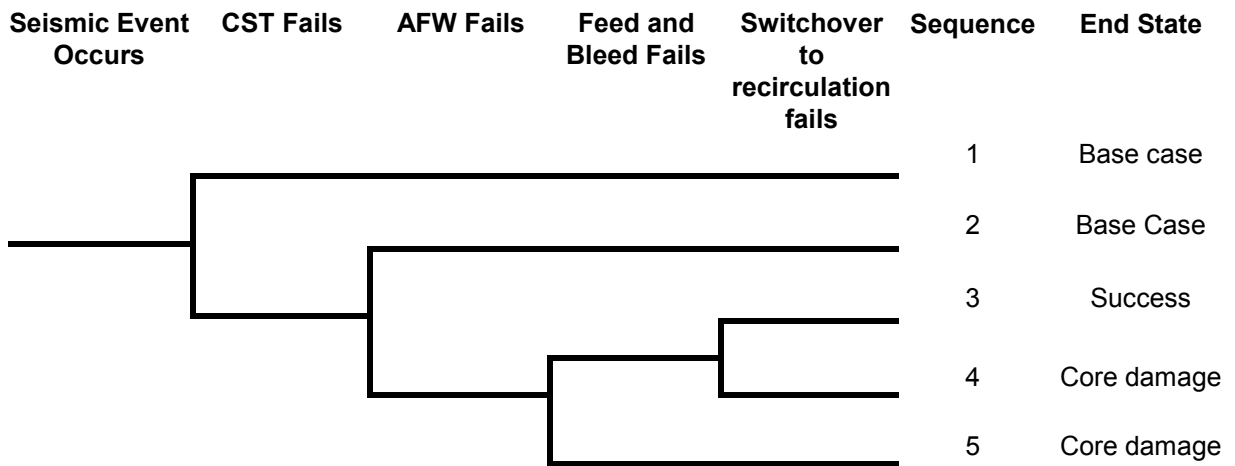 Seismic Event Occurs
CST Fails
AFW Fails
Feed and Bleed Fails
Switchover to recirculation fails
Sequence
End State
1 Base case
2 Base Case
3 Success
4 Core damage
5 Core damage